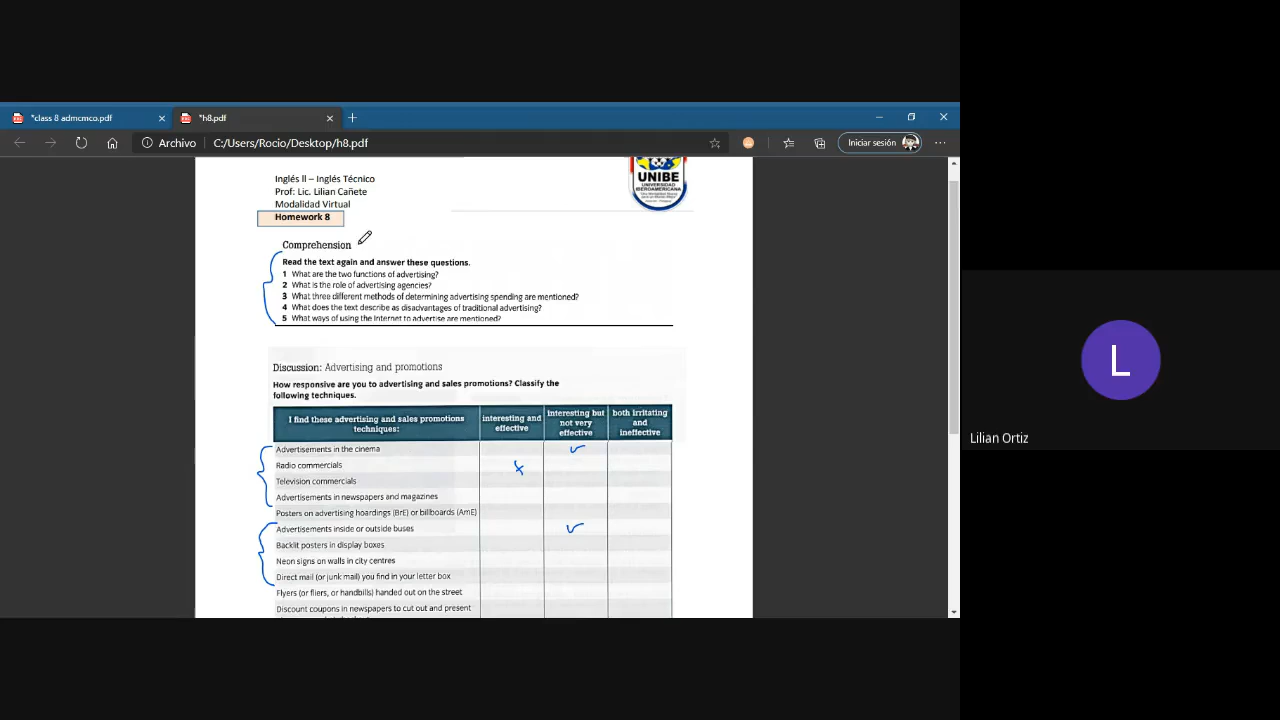 *class 8 admcmco.pdf
*h8.pdf
Archivo
C:/Users/Rocio/Desktop/h8.pdf
Iniciar sesión
UNIBE
UNIVERSIDAD
IBEROAMERICANA
Inglés II – Inglés Técnico
Prof: Lic. Lilian Cañete
Modalidad Virtual
Homework 8
Comprehension
Read the text again and answer these questions.
1 What are the two functions of advertising?
2 What is the role of advertising agencies?
3 What three different methods of determining advertising spending are mentioned?
4 What does the text describe as disadvantages of traditional advertising?
5 What ways of using the Internet to advertise are mentioned?
Discussion: Advertising and promotions
How responsive are you to advertising and sales promotions? Classify the
following techniques.
I find these advertising and sales promotions
techniques:
interesting and
effective
interesting but
not very
effective
both irritating
and
ineffective
Advertisements in the cinema
Radio commercials
Television commercials
Advertisements in newspapers and magazines
Posters on advertising hoardings (BrE) or billboards (AmE)
Advertisements inside or outside buses
Backlit posters in display boxes
Neon signs on walls in city centres
Direct mail (or junk mail) you find in your letter box
Flyers (or fliers, or handbills) handed out on the street
Discount coupons in newspapers to cut out and present
L
Lilian Ortiz